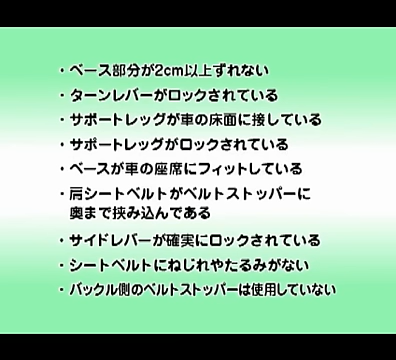 ・ベース部分が2cm以上ずれない
・ターンレバーがロックされている
・サポートレッグが車の床面に接している
・サポートレッグがロックされている
・ベースが車の座席にフィットしている
・肩シートベルトがベルトストッパーに
奥まで挟み込んである
・サイドレバーが確実にロックされている
・シートベルトにねじれやたるみがない
・バックル側のベルトストッパーは使用していない